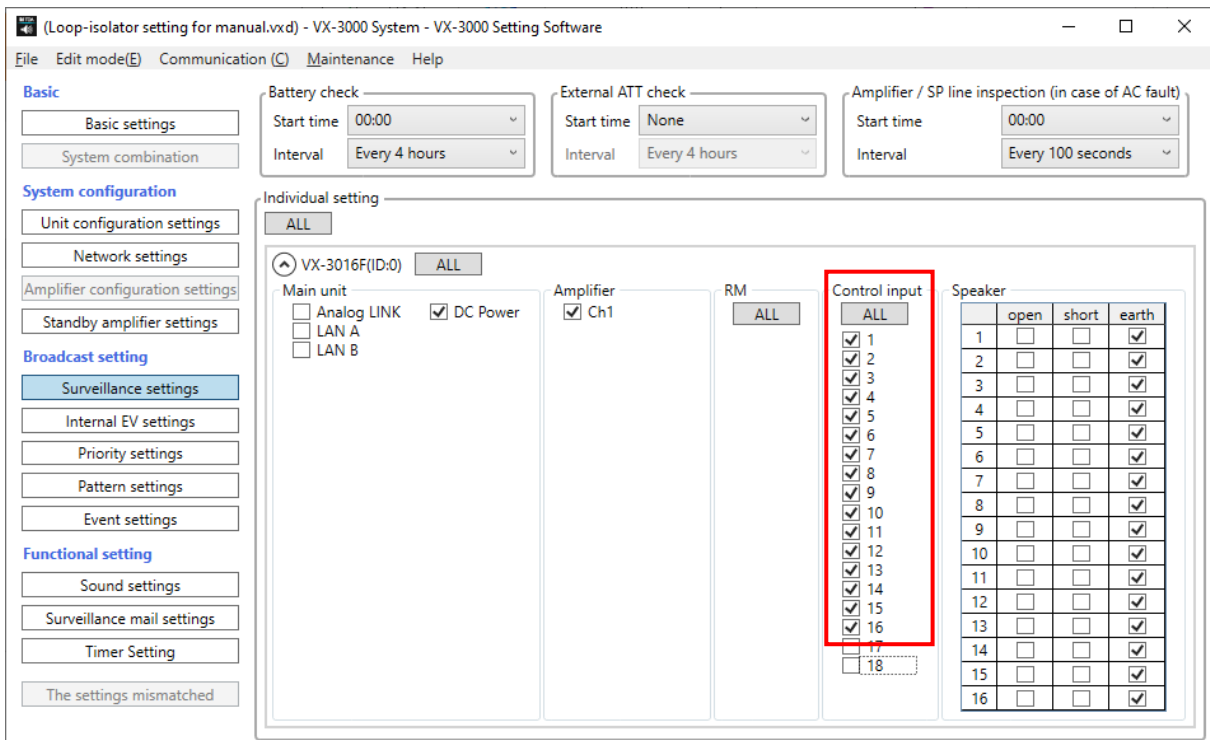 (Loop-isolator setting for manual.vxd) - VX-3000 System - VX-3000 Setting Software
File Edit mode(E) Communication (C) Maintenance Help
Basic
Basic settings
System combination
System configuration
Unit configuration settings
Network settings
Amplifier configuration settings
Standby amplifier settings
Broadcast setting
Surveillance settings
Internal EV settings
Priority settings
Pattern settings
Event settings
Functional setting
Sound settings
Surveillance mail settings
Timer Setting
The settings mismatched
Battery check
Start time 00:00
Interval Every 4 hours
External ATT check
Start time None
Interval Every 4 hours
Amplifier / SP line inspection (in case of AC fault)
Start time 00:00
Interval Every 100 seconds
Individual setting
ALL
VX-3016F(ID:0) ALL
Main unit
Analog LINK DC Power
LAN A
LAN B
Amplifier
Ch1
RM
ALL
Control input
ALL
1
2
3
4
5
6
7
8
9
10
11
12
13
14
15
16
17
18
Speaker
open short earth
1
2
3
4
5
6
7
8
9
10
11
12
13
14
15
16